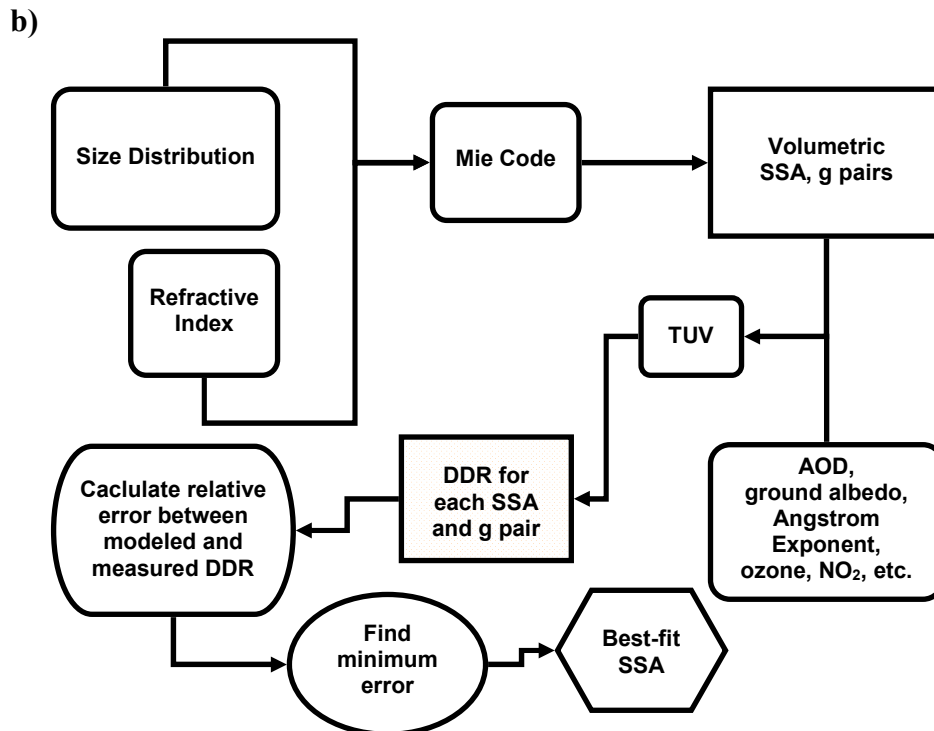 b)
Size Distribution
Mie Code
Volumetric
SSA, g pairs
Refractive
Index
TUV
AOD,
ground albedo,
Angstrom
Exponent,
ozone, NO₂, etc.
DDR for
each SSA
and g pair
Caclulate relative
error between
modeled and
measured DDR
Find
minimum
error
Best-fit
SSA